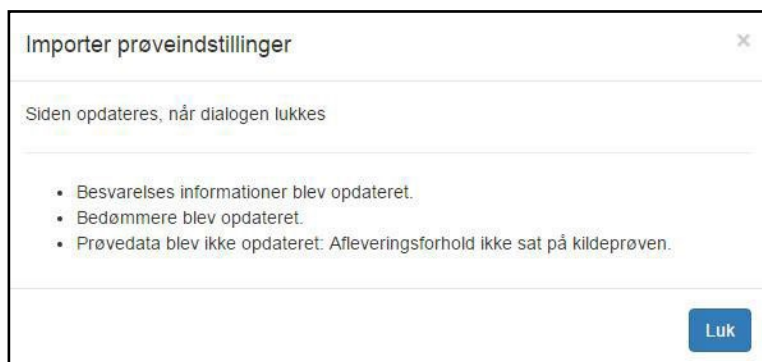 Importer prøveindstillinger
×
Siden opdateres, når dialogen lukkes
• Besvarelses informationer blev opdateret.
• Bedømmere blev opdateret.
• Prøvedata blev ikke opdateret: Afleveringsforhold ikke sat på kildeprøven.
Luk